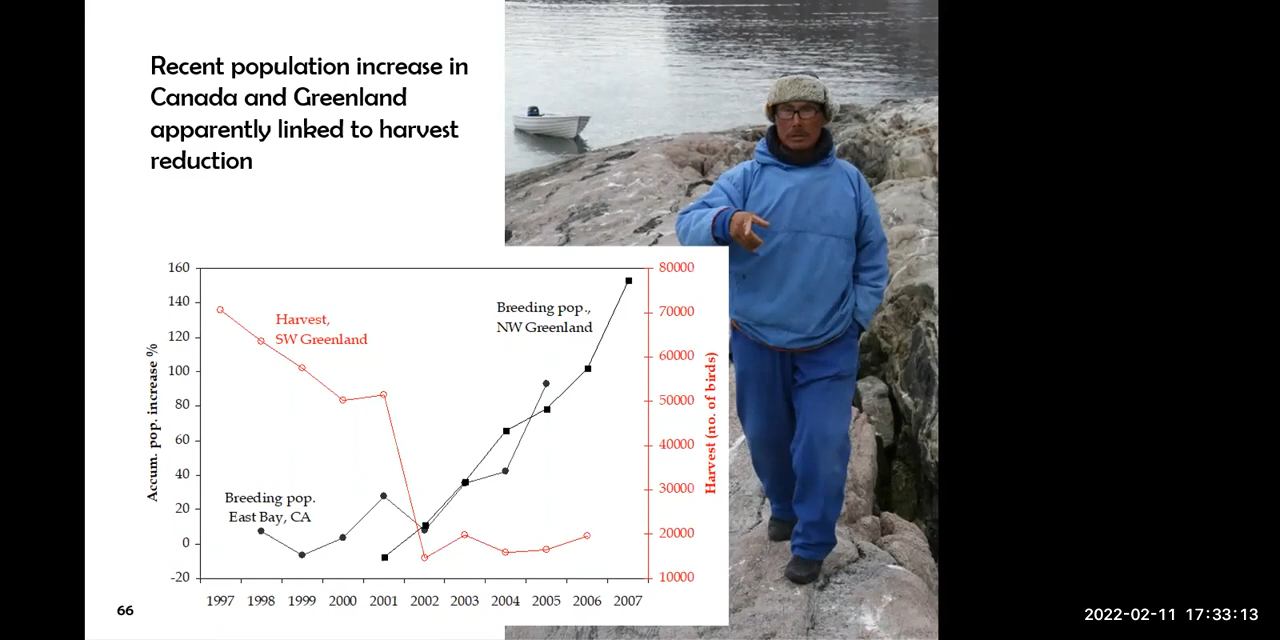 Recent population increase in
Canada and Greenland
apparently linked to harvest
reduction
160
140
120
100
80
60
40
20
0
-20
Accum. pop. increase %
Harvest,
SW Greenland
Breeding pop.,
NW Greenland
Breeding pop.
East Bay, CA
80000
70000
60000
50000
40000
30000
20000
10000
Harvest (no. of birds)
1997 1998 1999 2000 2001 2002 2003 2004 2005 2006 2007
66
2022-02-11 17:33:13